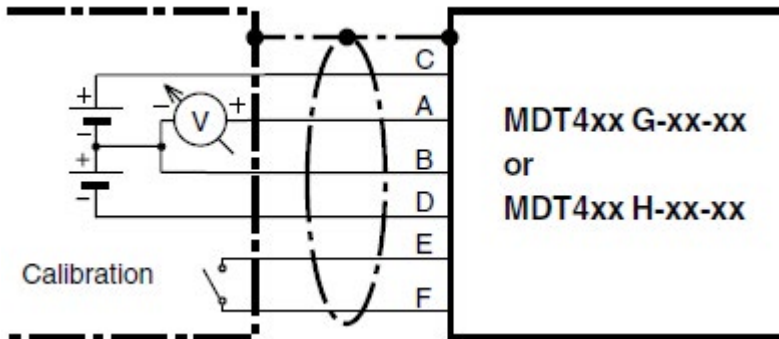 C
+
− V +
A
MDT4xx G-xx-xx
−
+
B
or
−
D
MDT4xx H-xx-xx
E
Calibration
F